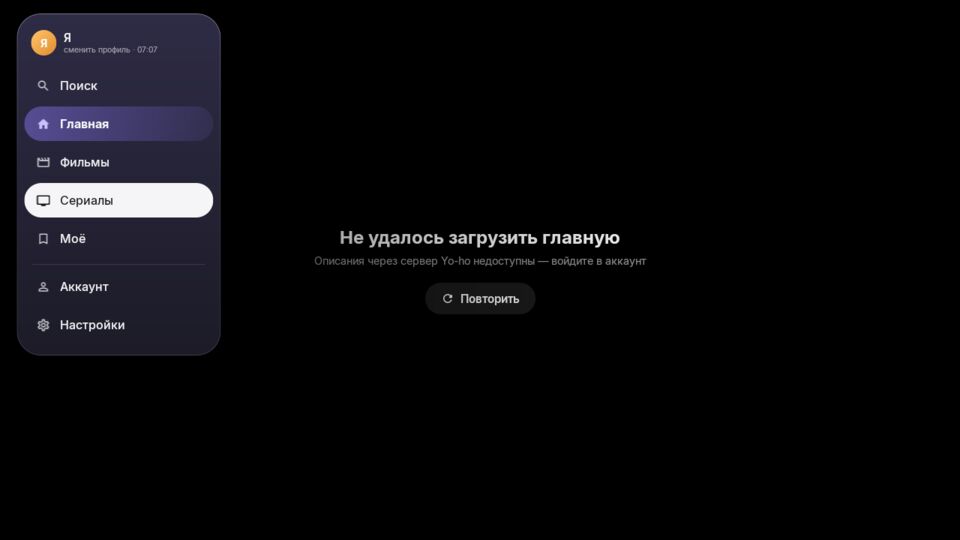 Я
Я
сменить профиль · 07:07
Поиск
Главная
Фильмы
Сериалы
Моё
Аккаунт
Настройки
Не удалось загрузить главную
Описания через сервер Yo-ho недоступны — войдите в аккаунт
Повторить